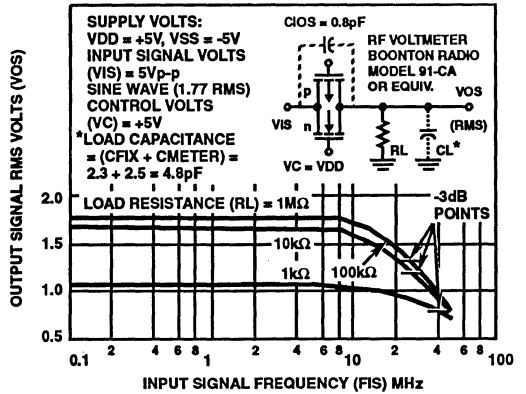 SUPPLY VOLTS:
VDD = +5V, VSS = -5V
INPUT SIGNAL VOLTS
(VIS) = 5Vp-p
SINE WAVE (1.77 RMS)
CONTROL VOLTS
(VC) = +5V
*LOAD CAPACITANCE
= (CFIX + CMETER) =
2.3 + 2.5 = 4.8pF
CIOS = 0.8pF
RF VOLTMETER
BOONTON RADIO
MODEL 91-CA
OR EQUIV.
p
n
VIS
VOS
(RMS)
RL
CL*
VC = VDD
OUTPUT SIGNAL RMS VOLTS (VOS)
2.0
1.5
1.0
0.5
LOAD RESISTANCE (RL) = 1MΩ
10kΩ
1kΩ
100kΩ
-3dB
POINTS
0.1 2 4 6 8 1 2 4 6 8 10 2 4 6 8 100
INPUT SIGNAL FREQUENCY (FIS) MHz